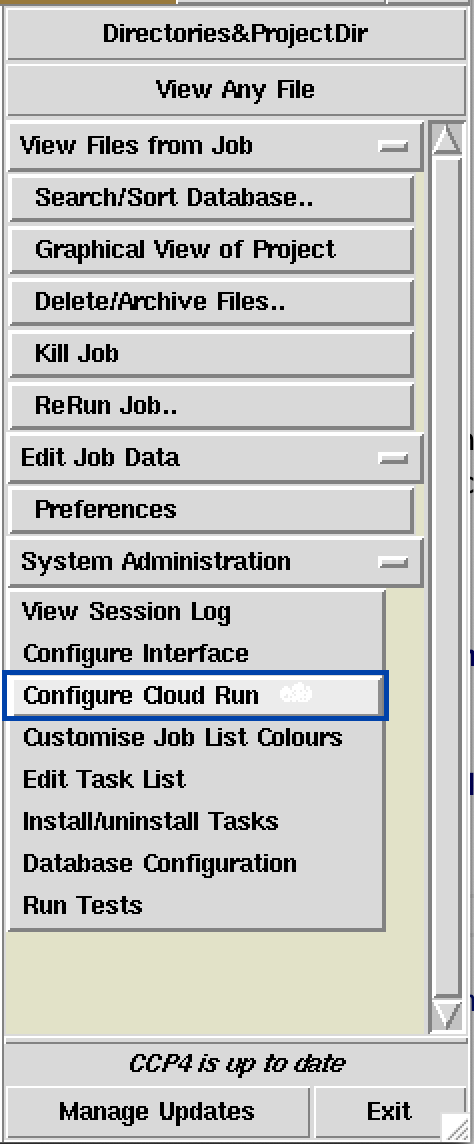 Directories&ProjectDir
View Any File
View Files from Job
Search/Sort Database..
Graphical View of Project
Delete/Archive Files..
Kill Job
ReRun Job..
Edit Job Data
Preferences
System Administration
View Session Log
Configure Interface
Configure Cloud Run
Customise Job List Colours
Edit Task List
Install/uninstall Tasks
Database Configuration
Run Tests
CCP4 is up to date
Manage Updates Exit